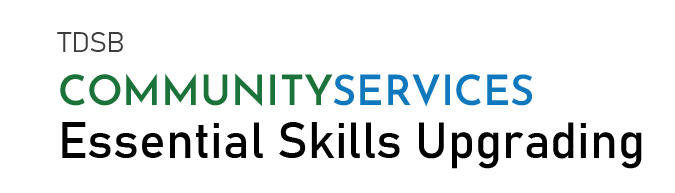 TDSB
COMMUNITYSERVICES
Essential Skills Upgrading